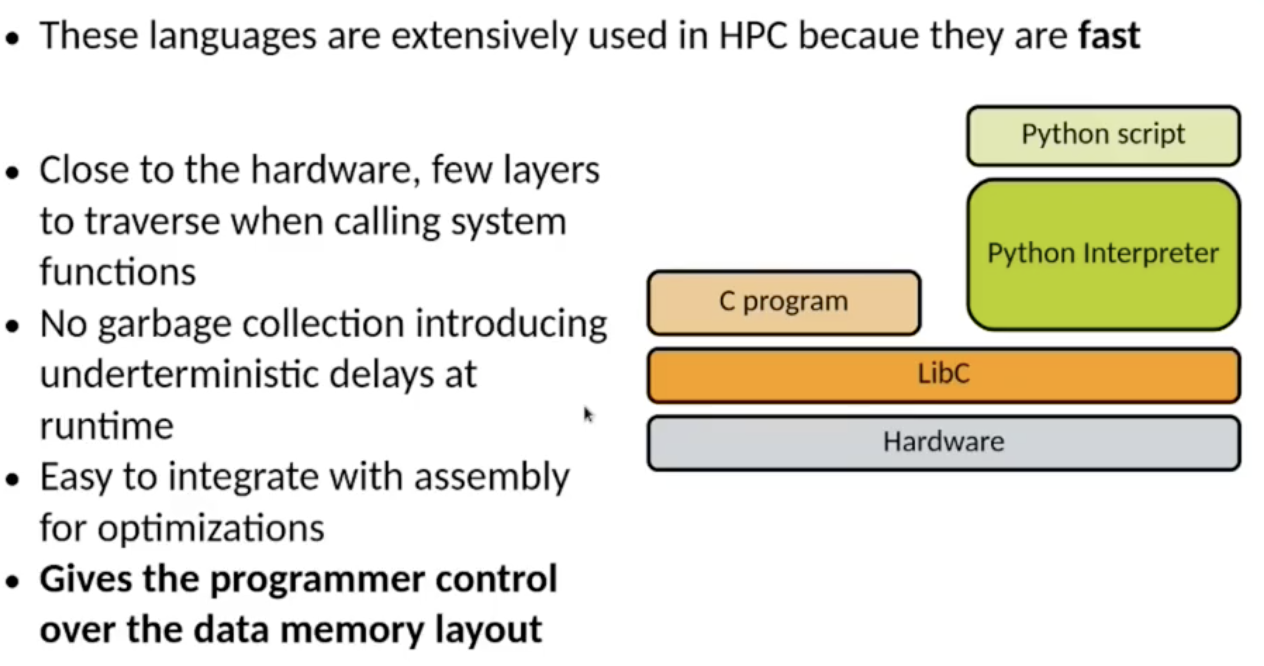 • These languages are extensively used in HPC becaue they are fast
• Close to the hardware, few layers
to traverse when calling system
functions
• No garbage collection introducing
underterministic delays at
runtime
• Easy to integrate with assembly
for optimizations
• Gives the programmer control
over the data memory layout
Python script
Python Interpreter
C program
LibC
Hardware